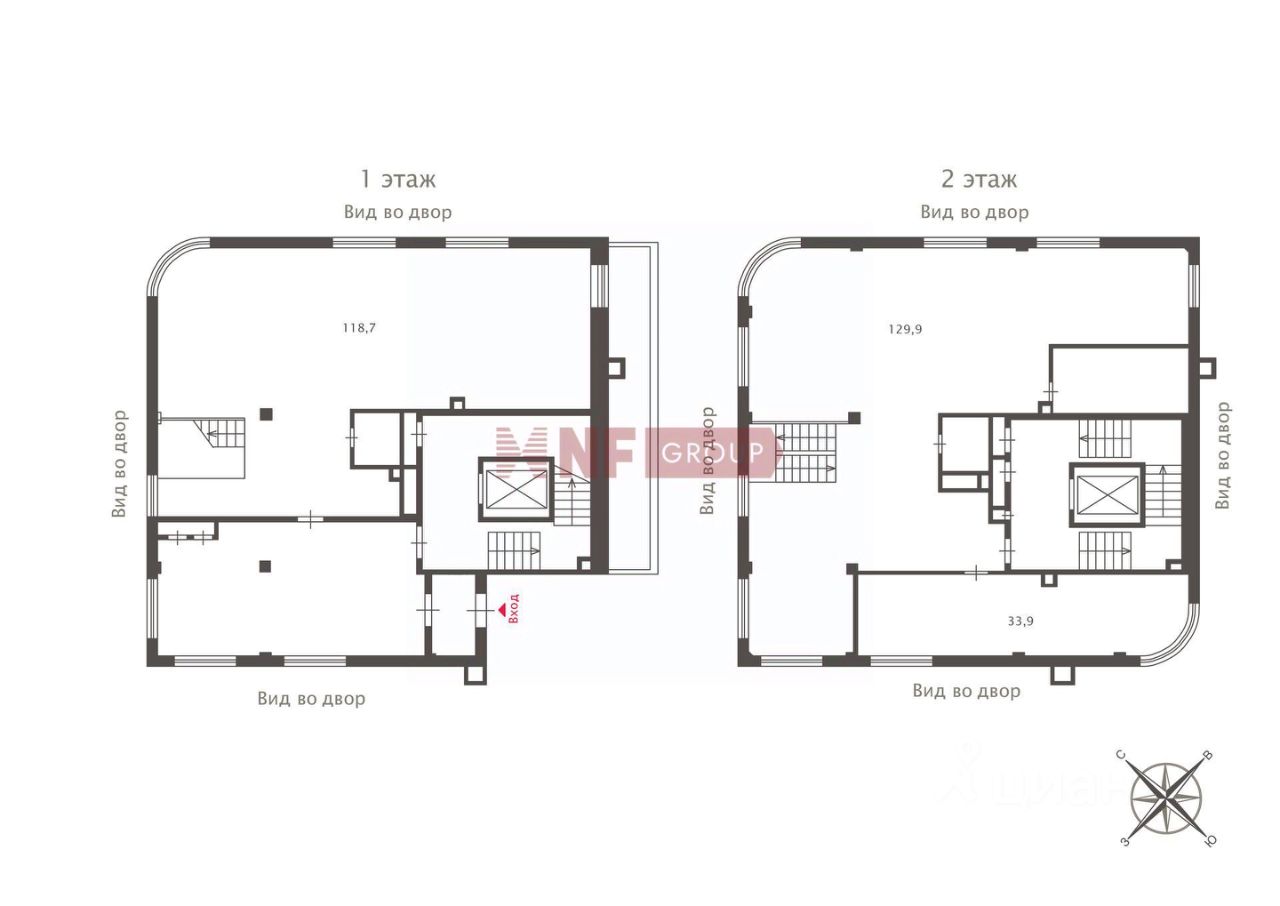 1 этаж
Вид во двор
2 этаж
Вид во двор
118,7
129,9
Вид во двор
MNF GROUP
Вид во двор
Вид во двор
Вход
33,9
Вид во двор
Вид во двор
С
В
З
Ю
циан